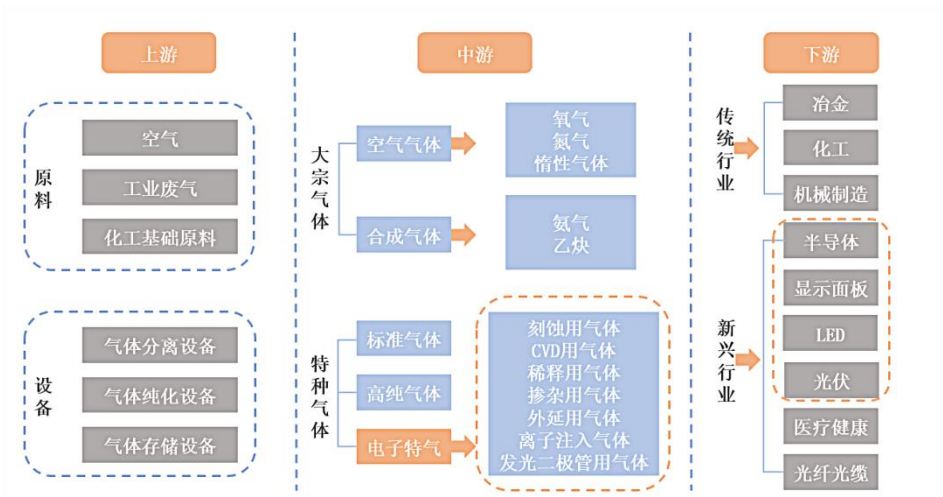 上游
原料
空气
工业废气
化工基础原料
设备
气体分离设备
气体纯化设备
气体存储设备
中游
大宗气体
空气气体
氧气
氮气
惰性气体
合成气体
氨气
乙炔
特种气体
标准气体
高纯气体
电子特气
刻蚀用气体
CVD用气体
稀释用气体
掺杂用气体
外延用气体
离子注入气体
发光二极管用气体
下游
传统行业
冶金
化工
机械制造
新兴行业
半导体
显示面板
LED
光伏
医疗健康
光纤光缆